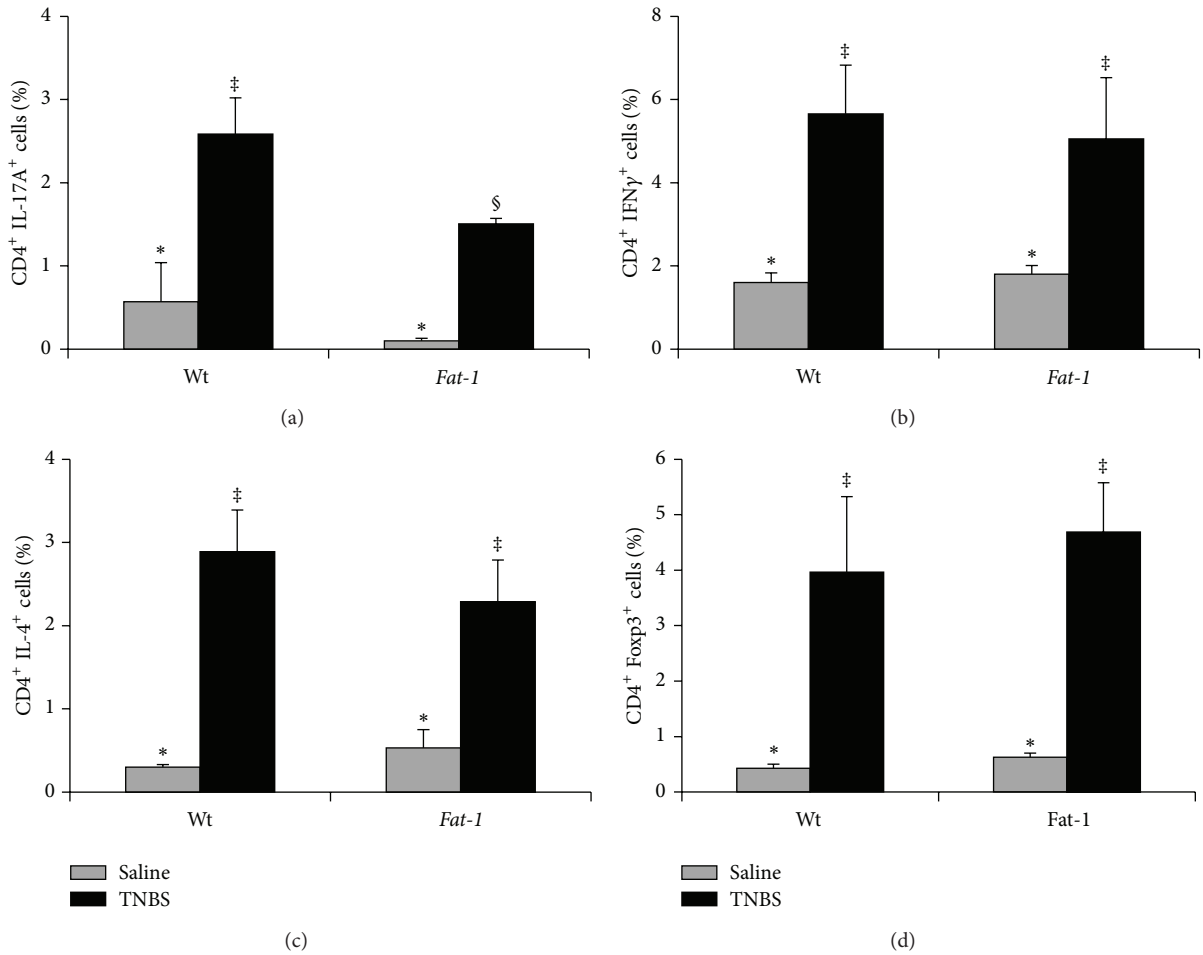 4
3
2
1
0
CD4⁺ IL-17A⁺ cells (%)
*
‡
*
§
Wt
Fat-1
(a)
8
6
4
2
0
CD4⁺ IFNγ⁺ cells (%)
*
‡
*
‡
Wt
Fat-1
(b)
4
3
2
1
0
CD4⁺ IL-4⁺ cells (%)
*
‡
*
‡
Wt
Fat-1
Saline
TNBS
(c)
6
5
4
3
2
1
0
CD4⁺ Foxp3⁺ cells (%)
*
‡
*
‡
Wt
Fat-1
Saline
TNBS
(d)